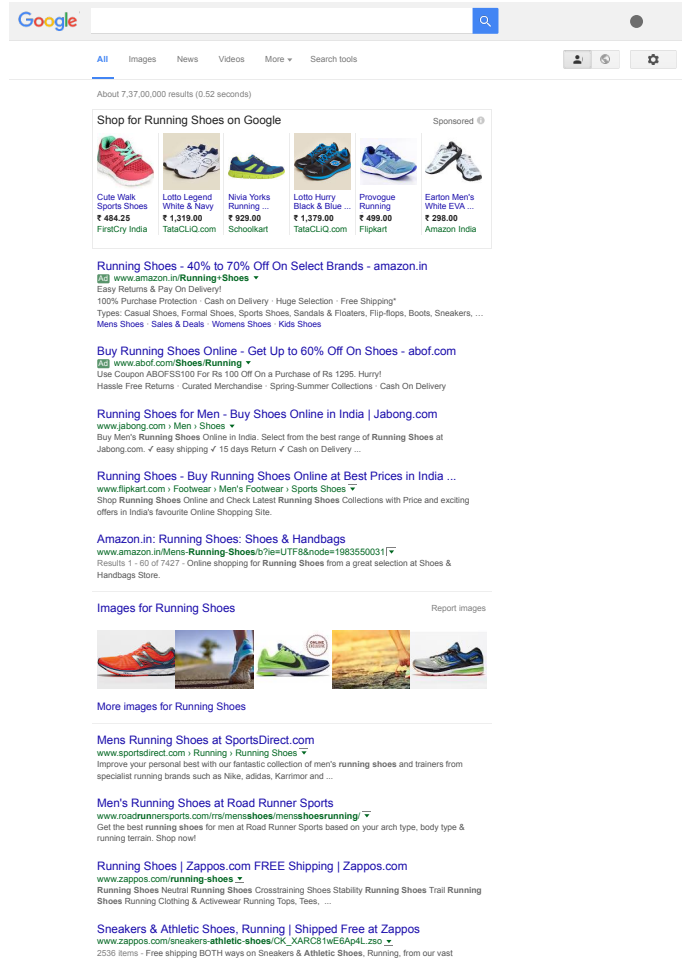 Google
All Images News Videos More Search tools
About 7,37,00,000 results (0.52 seconds)
Shop for Running Shoes on Google Sponsored
Cute Walk Sports Shoes
₹ 484.25
FirstCry India
Lotto Legend White & Navy
₹ 1,319.00
TataCLiQ.com
Nivia Yorks Running ...
₹ 929.00
Schoolkart
Lotto Hurry Black & Blue ...
₹ 1,379.00
TataCLiQ.com
Provogue Running
₹ 499.00
Flipkart
Earton Men's White EVA ...
₹ 298.00
Amazon India
Running Shoes - 40% to 70% Off On Select Brands - amazon.in
Ad www.amazon.in/Running+Shoes
Easy Returns & Pay On Delivery!
100% Purchase Protection · Cash on Delivery · Huge Selection · Free Shipping*
Types: Casual Shoes, Formal Shoes, Sports Shoes, Sandals & Floaters, Flip-flops, Boots, Sneakers, ...
Mens Shoes · Sales & Deals · Womens Shoes · Kids Shoes
Buy Running Shoes Online - Get Up to 60% Off On Shoes - abof.com
Ad www.abof.com/Shoes/Running
Use Coupon ABOFSS100 For Rs 100 Off On a Purchase of Rs 1295. Hurry!
Hassle Free Returns · Curated Merchandise · Spring-Summer Collections · Cash On Delivery
Running Shoes for Men - Buy Shoes Online in India | Jabong.com
www.jabong.com › Men › Shoes
Buy Men's Running Shoes Online in India. Select from the best range of Running Shoes at
Jabong.com. ✓ easy shipping ✓ 15 days Return ✓ Cash on Delivery ...
Running Shoes - Buy Running Shoes Online at Best Prices in India ...
www.flipkart.com › Footwear › Men's Footwear › Sports Shoes
Shop Running Shoes Online and Check Latest Running Shoes Collections with Price and exciting
offers in India's favourite Online Shopping Site.
Amazon.in: Running Shoes: Shoes & Handbags
www.amazon.in/Mens-Running-Shoes/b?ie=UTF8&node=1983550031
Results 1 - 60 of 7427 - Online shopping for Running Shoes from a great selection at Shoes &
Handbags Store.
Images for Running Shoes Report images
More images for Running Shoes
Mens Running Shoes at SportsDirect.com
www.sportsdirect.com › Running › Running Shoes
Improve your personal best with our fantastic collection of men's running shoes and trainers from
specialist running brands such as Nike, adidas, Karrimor and ...
Men's Running Shoes at Road Runner Sports
www.roadrunnersports.com/rrs/mensshoes/mensshoesrunning/
Get the best running shoes for men at Road Runner Sports based on your arch type, body type &
running terrain. Shop now!
Running Shoes | Zappos.com FREE Shipping | Zappos.com
www.zappos.com/running-shoes
Running Shoes Neutral Running Shoes Crosstraining Shoes Stability Running Shoes Trail Running
Shoes Running Clothing & Activewear Running Tops, Tees, ...
Sneakers & Athletic Shoes, Running | Shipped Free at Zappos
www.zappos.com/sneakers-athletic-shoes/CK_XARC81wE6Ap4L.zso
2536 items - Free shipping BOTH ways on Sneakers & Athletic Shoes, Running, from our vast